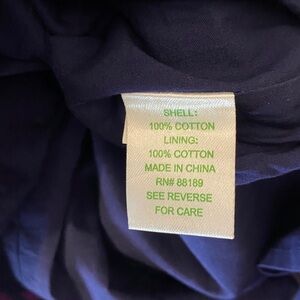 SHELL:
100% COTTON
LINING:
100% COTTON
MADE IN CHINA
RN# 88189
SEE REVERSE
FOR CARE